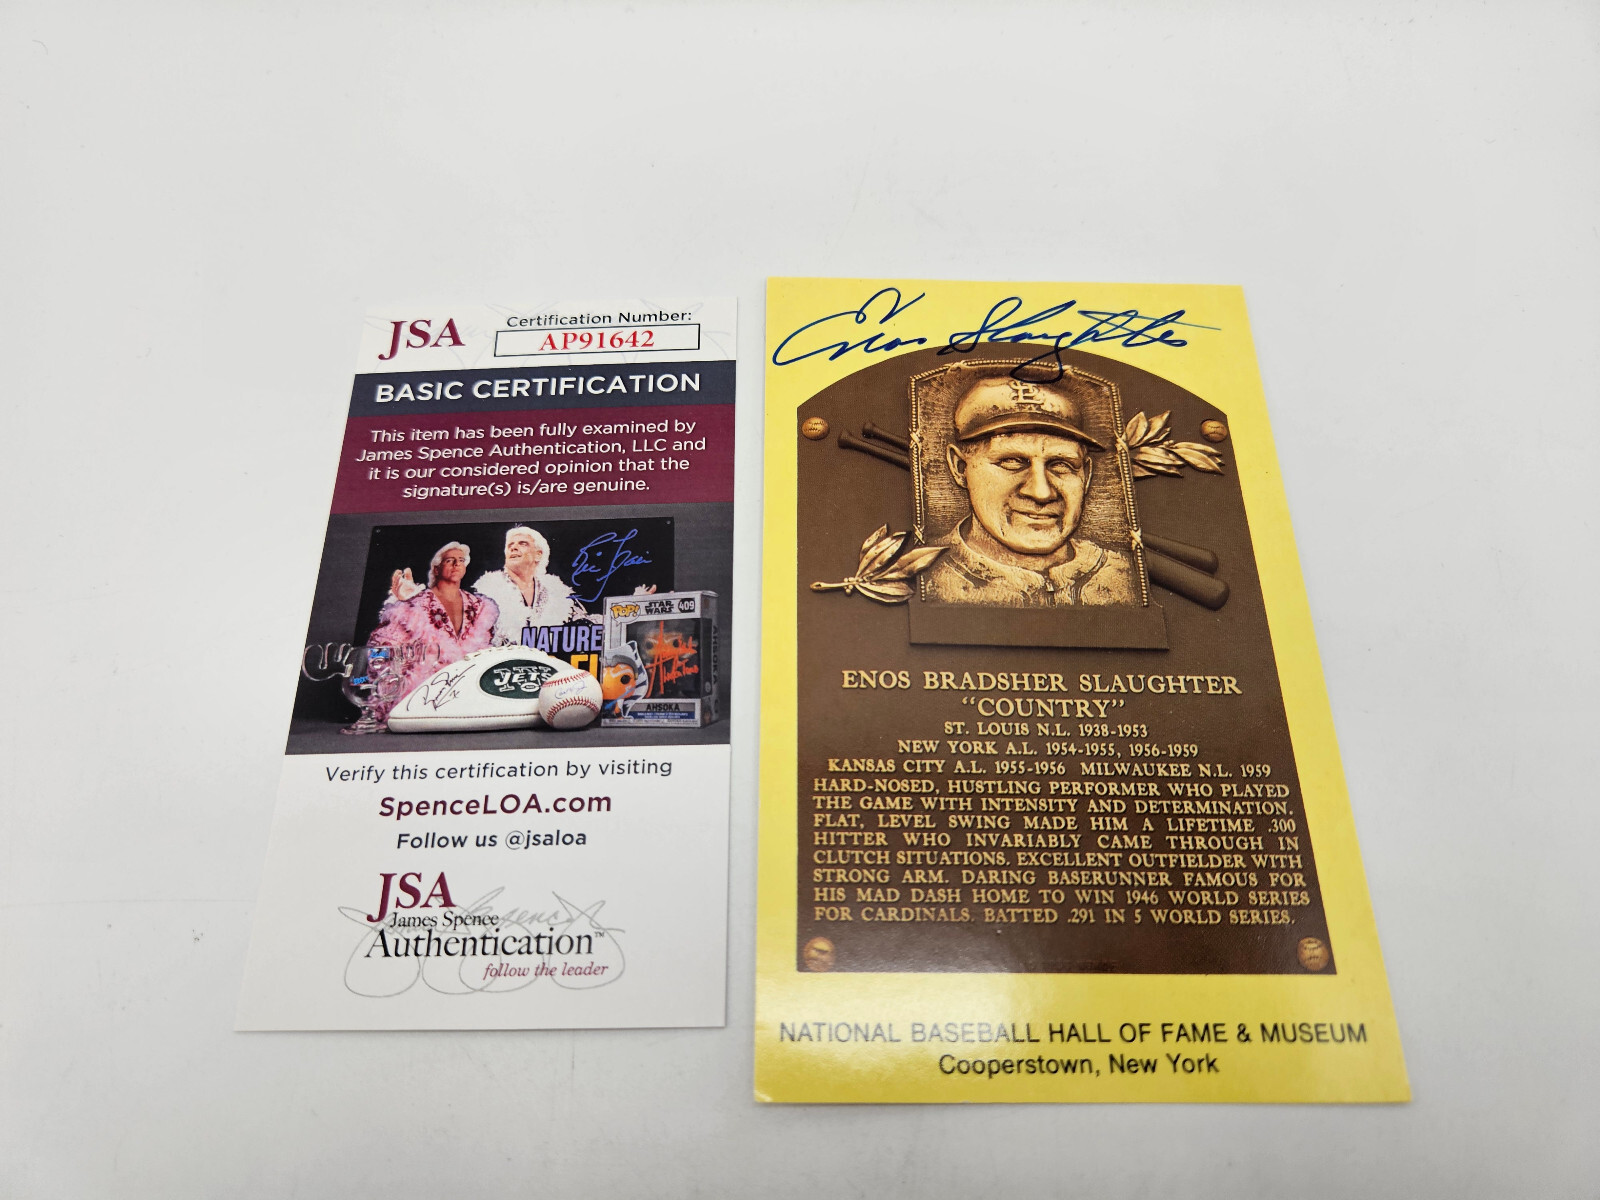 JSA
Certification Number:
AP91642
BASIC CERTIFICATION
This item has been fully examined by
James Spence Authentication, LLC and
it is our considered opinion that the
signature(s) is/are genuine.
NATURE
JETS
POP!
STAR
WARS
409
AHSOKA
AHSOKA
Verify this certification by visiting
SpenceLOA.com
Follow us @jsaloa
JSA
James Spence
Authentication™
follow the leader
Enos Slaughter
ENOS BRADSHER SLAUGHTER
"COUNTRY"
ST. LOUIS N.L. 1938-1953
NEW YORK A.L. 1954-1955, 1956-1959
KANSAS CITY A.L. 1955-1956 MILWAUKEE N.L. 1959
HARD-NOSED, HUSTLING PERFORMER WHO PLAYED
THE GAME WITH INTENSITY AND DETERMINATION.
FLAT, LEVEL SWING MADE HIM A LIFETIME .300
HITTER WHO INVARIABLY CAME THROUGH IN
CLUTCH SITUATIONS. EXCELLENT OUTFIELDER WITH
STRONG ARM. DARING BASERUNNER FAMOUS FOR
HIS MAD DASH HOME TO WIN 1946 WORLD SERIES
FOR CARDINALS. BATTED .291 IN 5 WORLD SERIES.
NATIONAL BASEBALL HALL OF FAME & MUSEUM
Cooperstown, New York